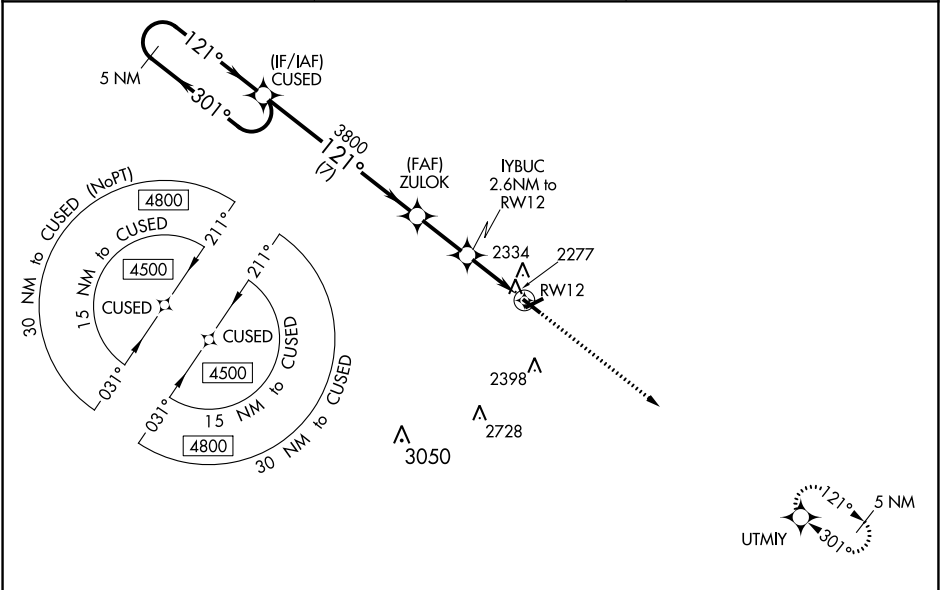 121°
5 NM
301°
(IF/IAF)
CUSED
3800
121°
(7)
(FAF)
ZULOK
IYBUC
2.6NM to
RW12
2334
2277
RW12
30 NM to CUSED (NoPT)
4800
15 NM to CUSED
4500
211°
CUSED
031°
211°
CUSED
4500
031°
15 NM to CUSED
4800
30 NM to CUSED
2398
2728
3050
121°
5 NM
301°
UTMIY